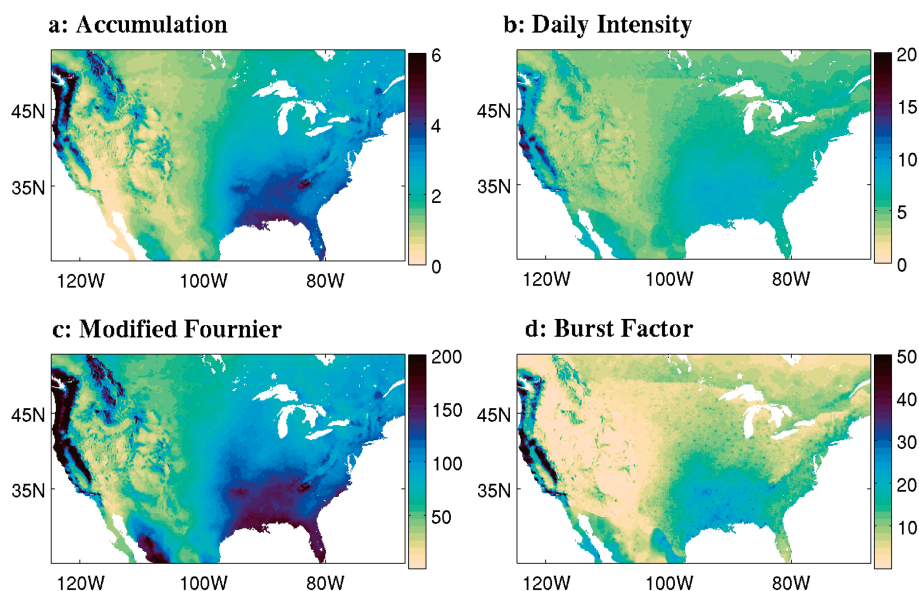 a: Accumulation
b: Daily Intensity
45N
35N
120W 100W 80W
6
4
2
0
45N
35N
120W 100W 80W
20
15
10
5
0
c: Modified Fournier
d: Burst Factor
45N
35N
120W 100W 80W
200
150
100
50
45N
35N
120W 100W 80W
50
40
30
20
10